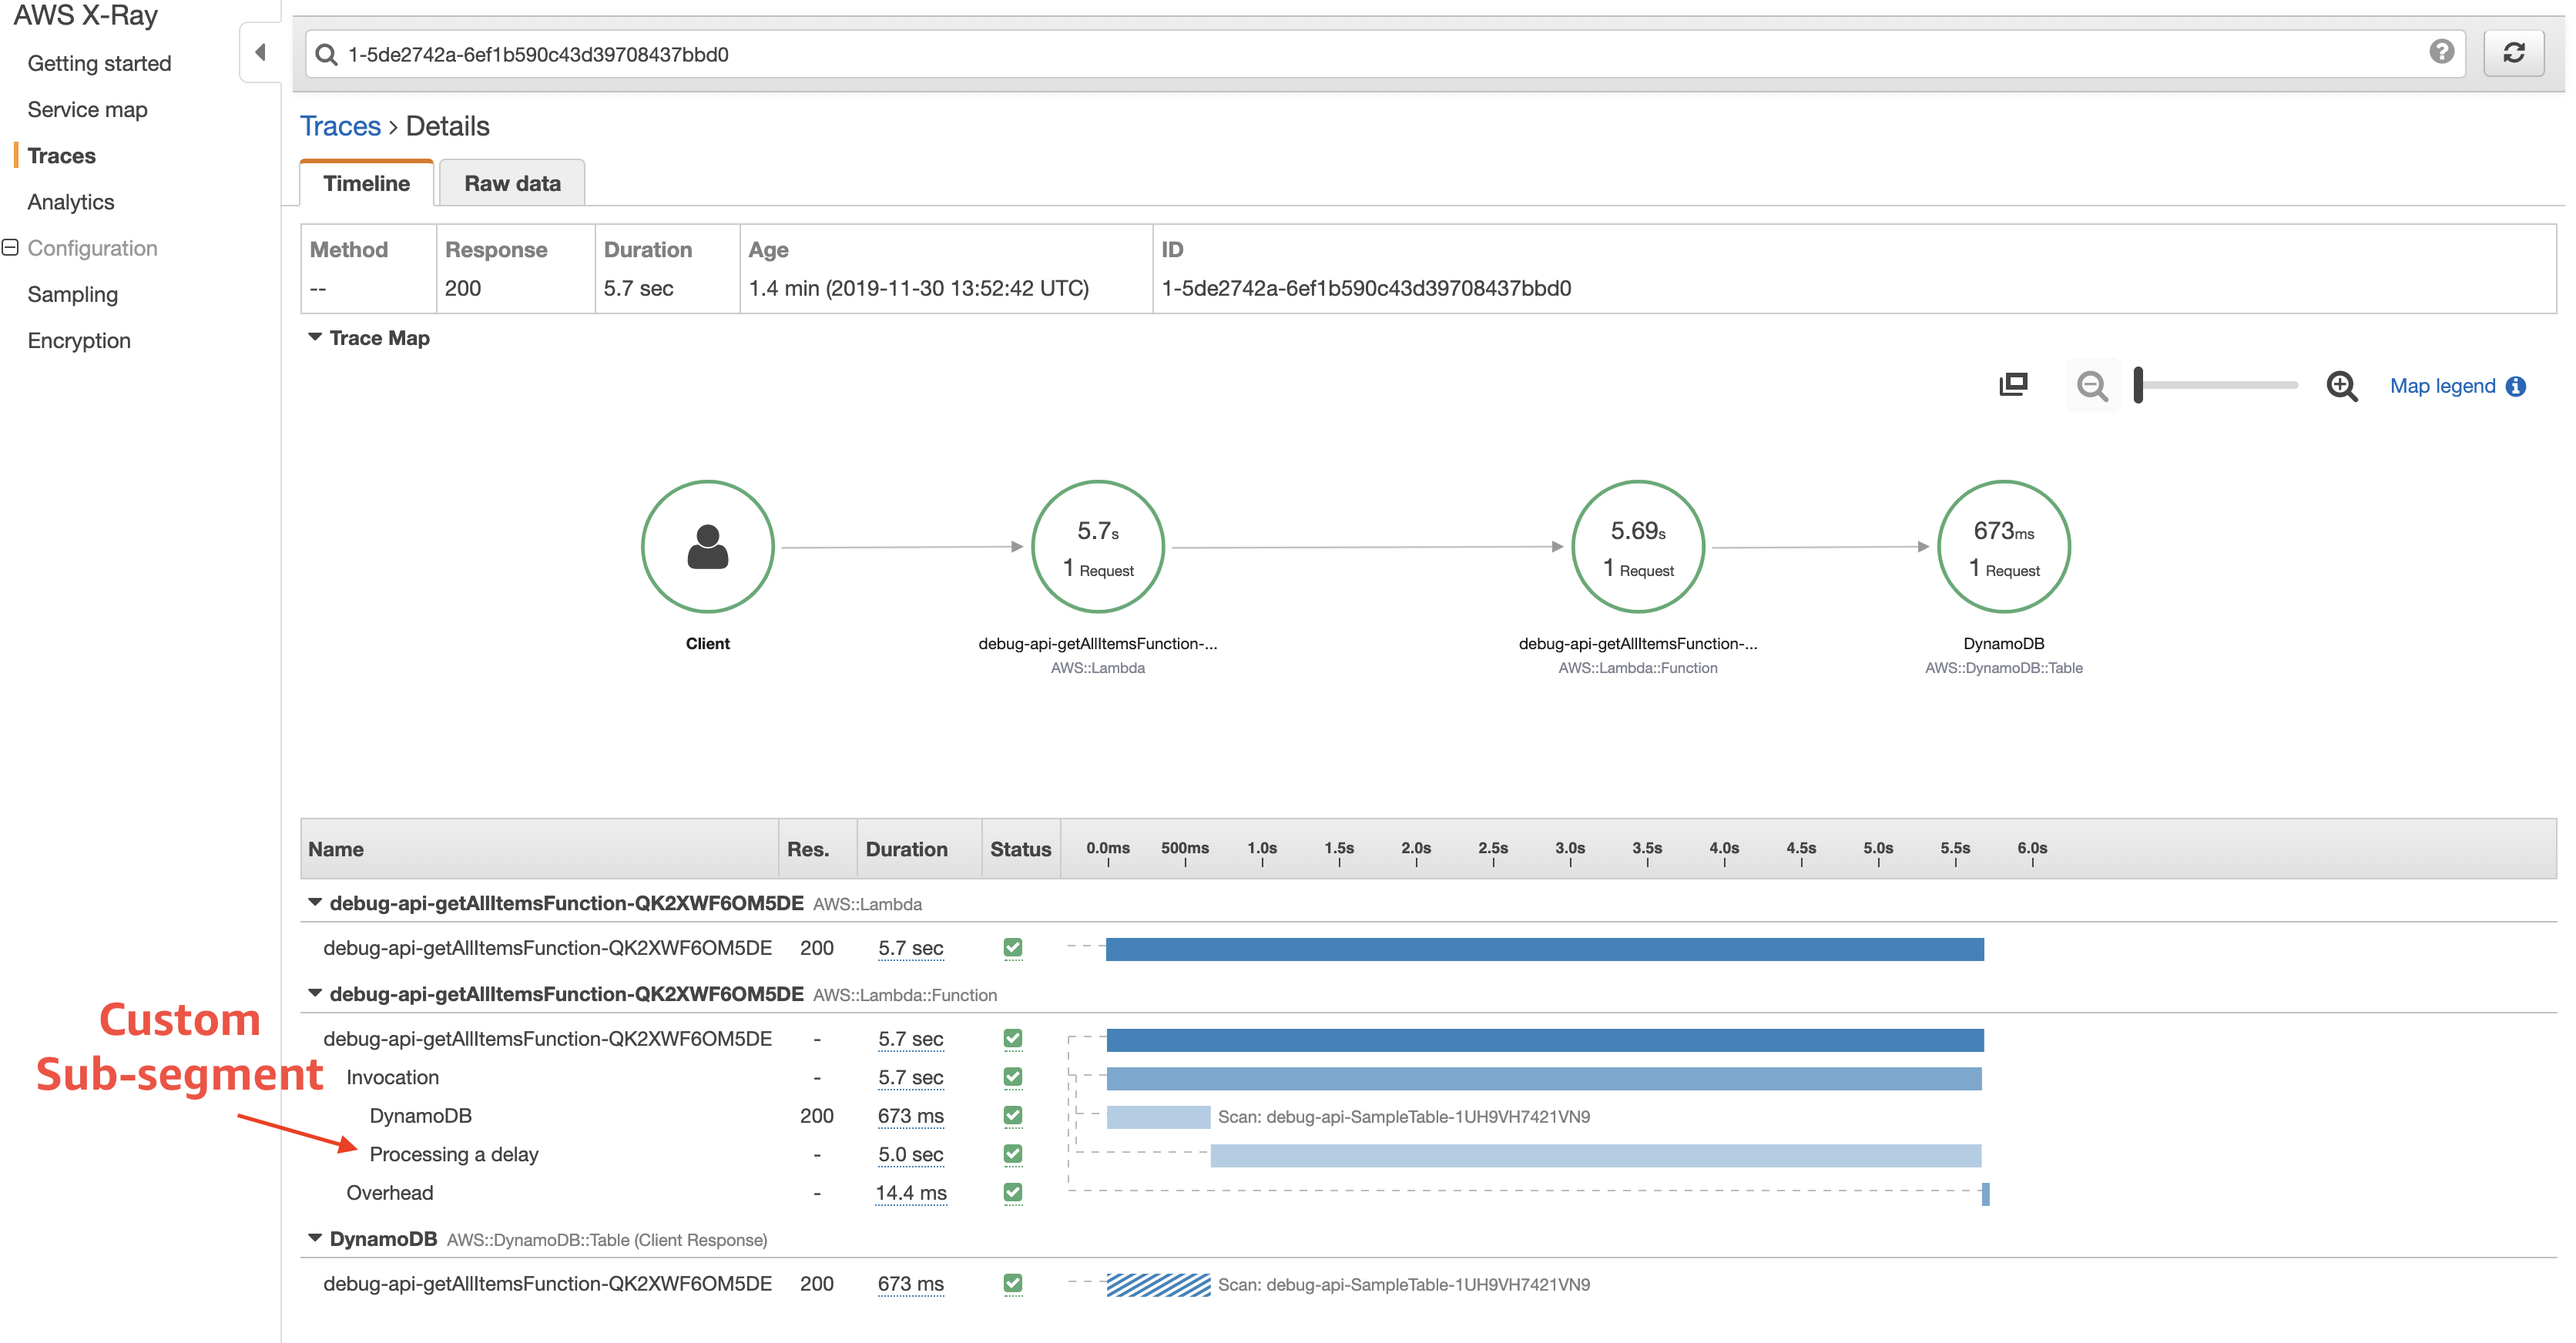 AWS X-Ray
Getting started
Service map
Traces
Analytics
Configuration
Sampling
Encryption
1-5de2742a-6ef1b590c43d39708437bbd0
Traces > Details
Timeline Raw data
Method Response Duration Age ID
-- 200 5.7 sec 1.4 min (2019-11-30 13:52:42 UTC) 1-5de2742a-6ef1b590c43d39708437bbd0
Trace Map
Map legend
5.7s 5.69s 673ms
1 Request 1 Request 1 Request
Client debug-api-getAllItemsFunction-... debug-api-getAllItemsFunction-... DynamoDB
AWS::Lambda AWS::Lambda::Function AWS::DynamoDB::Table
Name Res. Duration Status 0.0ms 500ms 1.0s 1.5s 2.0s 2.5s 3.0s 3.5s 4.0s 4.5s 5.0s 5.5s 6.0s
debug-api-getAllItemsFunction-QK2XWF6OM5DE AWS::Lambda
debug-api-getAllItemsFunction-QK2XWF6OM5DE 200 5.7 sec
debug-api-getAllItemsFunction-QK2XWF6OM5DE AWS::Lambda::Function
Custom
Sub-segment
debug-api-getAllItemsFunction-QK2XWF6OM5DE - 5.7 sec
Invocation - 5.7 sec
DynamoDB 200 673 ms Scan: debug-api-SampleTable-1UH9VH7421VN9
Processing a delay - 5.0 sec
Overhead - 14.4 ms
DynamoDB AWS::DynamoDB::Table (Client Response)
debug-api-getAllItemsFunction-QK2XWF6OM5DE 200 673 ms Scan: debug-api-SampleTable-1UH9VH7421VN9